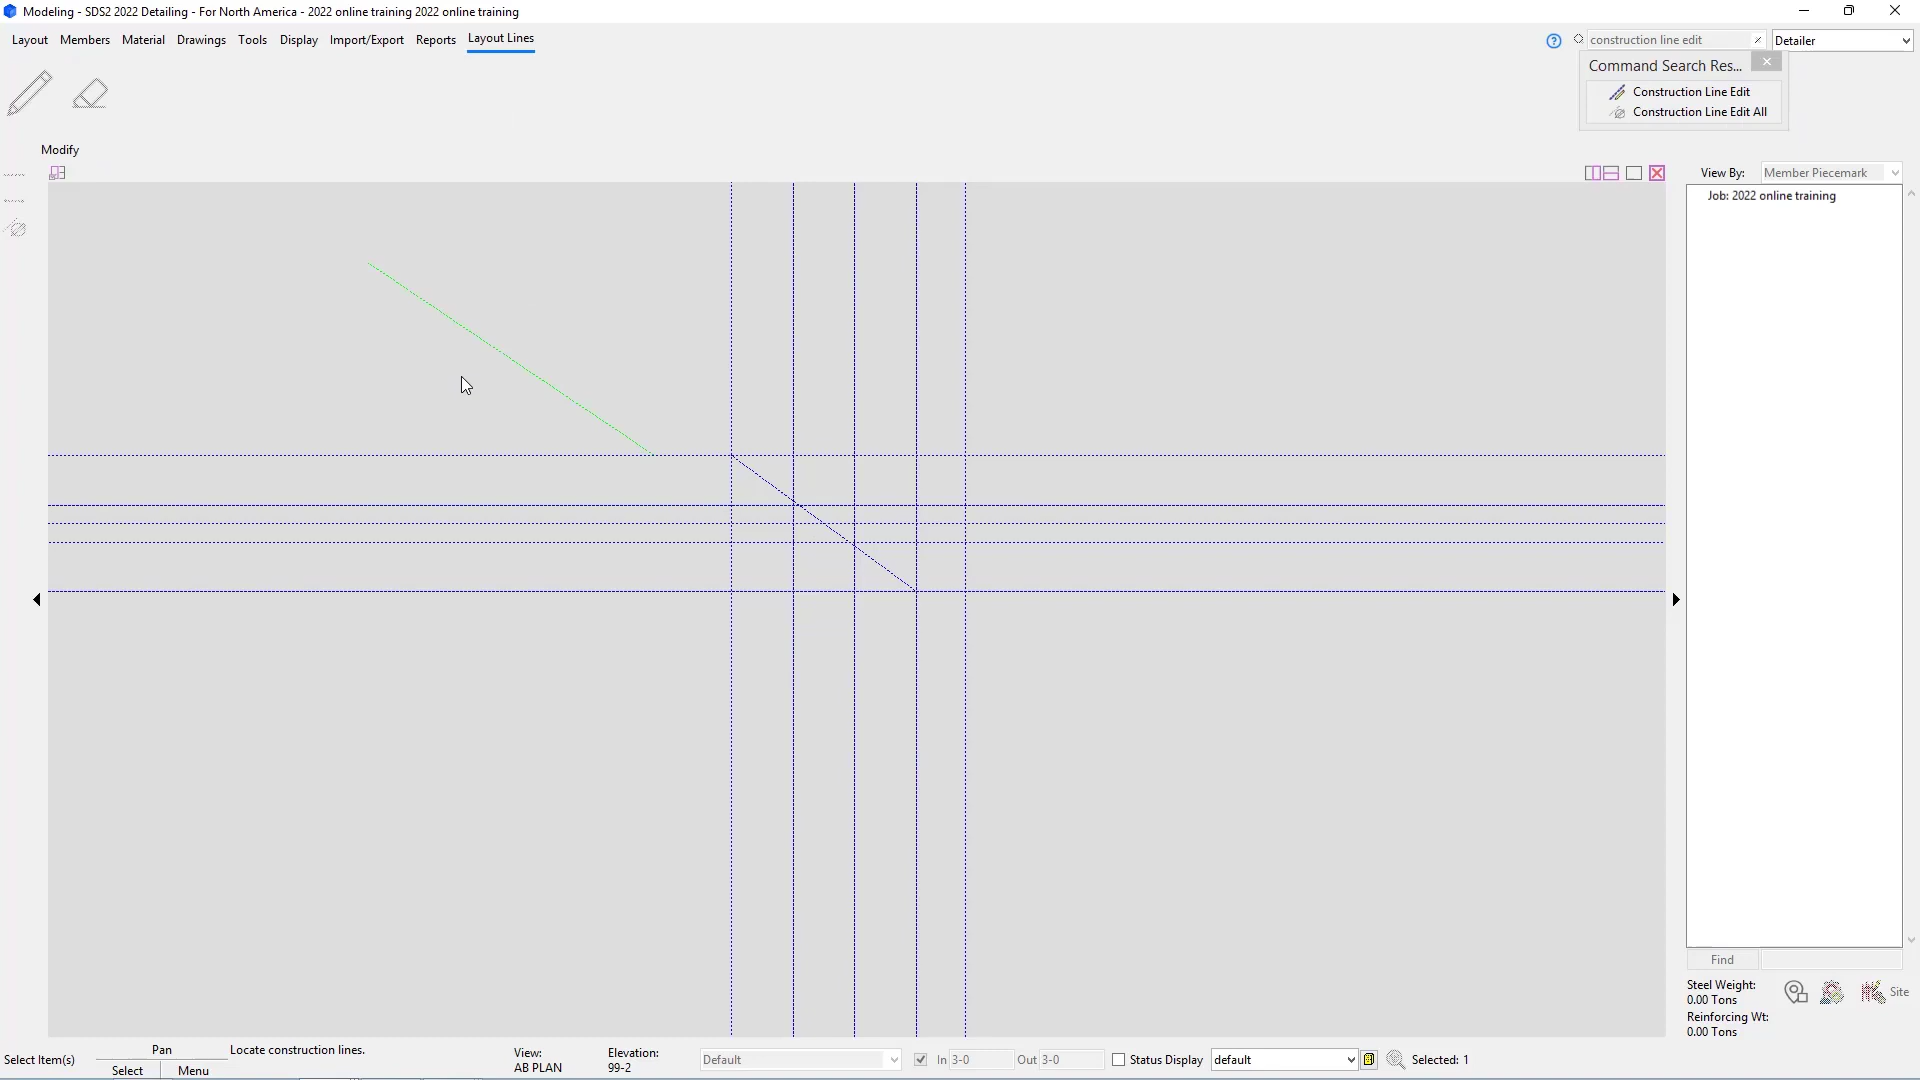 Modeling - SDS2 2022 Detailing - For North America - 2022 online training 2022 online training
Layout Members Material Drawings Tools Display Import/Export Reports Layout Lines
construction line edit
Detailer
Command Search Res...
Construction Line Edit
Construction Line Edit All
Modify
View By: Member Piecemark
Job: 2022 online training
Find
Steel Weight:
0.00 Tons
Site
Reinforcing Wt:
0.00 Tons
Select Item(s)
Pan
Select
Menu
Locate construction lines.
View:
AB PLAN
Elevation:
99-2
Default
In 3-0
Out 3-0
Status Display
default
Selected: 1